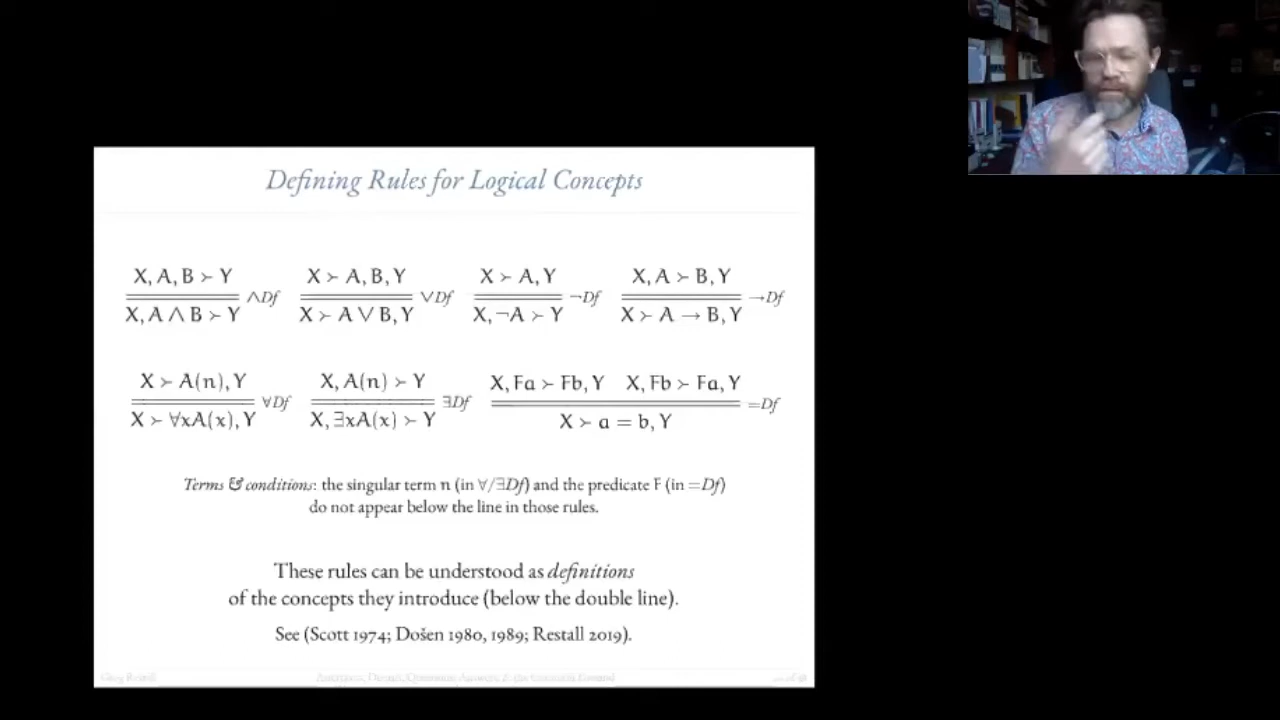 Defining Rules for Logical Concepts
X, A, B ≻ Y
X, A ∧ B ≻ Y
∧Df
X ≻ A, B, Y
X ≻ A ∨ B, Y
∨Df
X ≻ A, Y
X, ¬A ≻ Y
¬Df
X, A ≻ B, Y
X ≻ A → B, Y
→Df
X ≻ A(n), Y
X ≻ ∀xA(x), Y
∀Df
X, A(n) ≻ Y
X, ∃xA(x) ≻ Y
∃Df
X, Fa ≻ Fb, Y X, Fb ≻ Fa, Y
X ≻ a = b, Y
=Df
Terms & conditions: the singular term n (in ∀/∃Df) and the predicate F (in =Df)
do not appear below the line in those rules.
These rules can be understood as definitions
of the concepts they introduce (below the double line).
See (Scott 1974; Došen 1980, 1989; Restall 2019).
Greg Restall